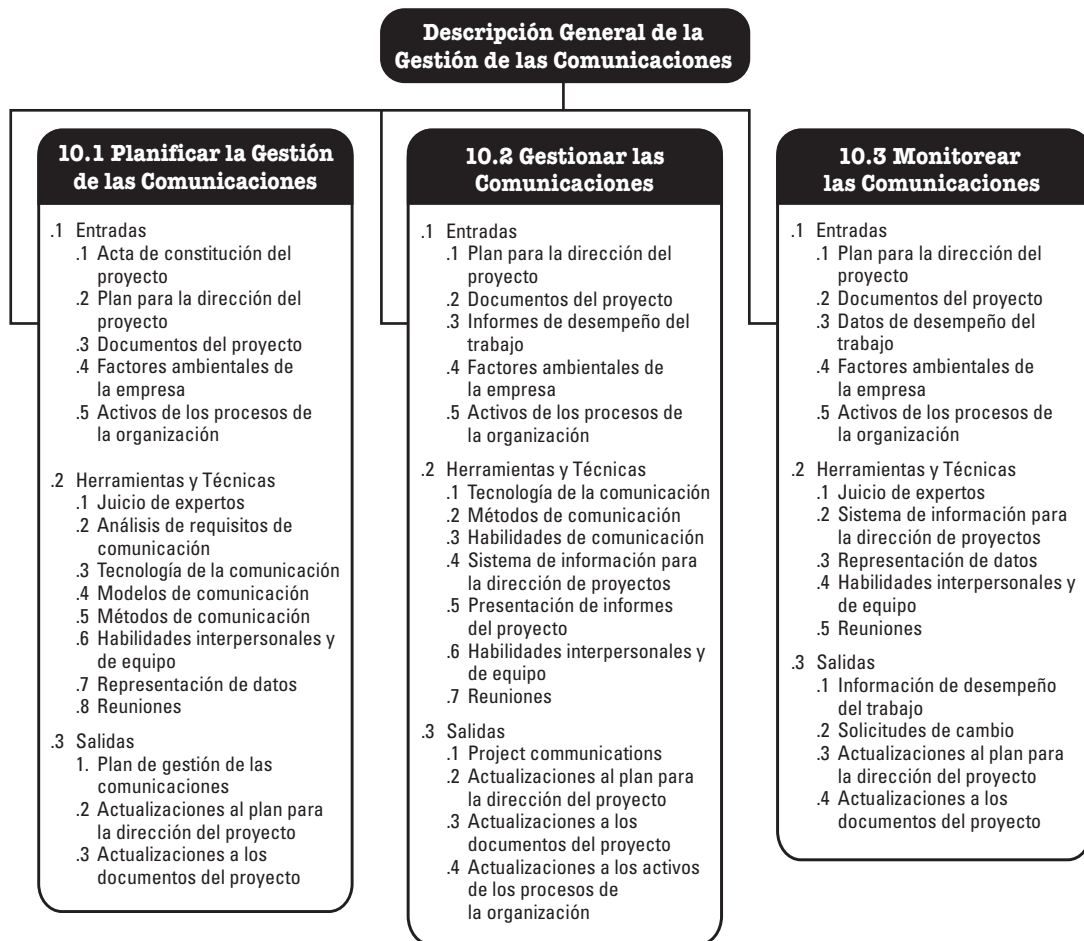 Descripción General de la
Gestión de las Comunicaciones
10.1 Planificar la Gestión
de las Comunicaciones
.1 Entradas
.1 Acta de constitución del
proyecto
.2 Plan para la dirección del
proyecto
.3 Documentos del proyecto
.4 Factores ambientales de
la empresa
.5 Activos de los procesos de
la organización
.2 Herramientas y Técnicas
.1 Juicio de expertos
.2 Análisis de requisitos de
comunicación
.3 Tecnología de la comunicación
.4 Modelos de comunicación
.5 Métodos de comunicación
.6 Habilidades interpersonales y
de equipo
.7 Representación de datos
.8 Reuniones
.3 Salidas
1. Plan de gestión de las
comunicaciones
.2 Actualizaciones al plan para
la dirección del proyecto
.3 Actualizaciones a los
documentos del proyecto
10.2 Gestionar las
Comunicaciones
.1 Entradas
.1 Plan para la dirección del
proyecto
.2 Documentos del proyecto
.3 Informes de desempeño del
trabajo
.4 Factores ambientales de
la empresa
.5 Activos de los procesos de
la organización
.2 Herramientas y Técnicas
.1 Tecnología de la comunicación
.2 Métodos de comunicación
.3 Habilidades de comunicación
.4 Sistema de información para
la dirección de proyectos
.5 Presentación de informes
del proyecto
.6 Habilidades interpersonales y
de equipo
.7 Reuniones
.3 Salidas
.1 Project communications
.2 Actualizaciones al plan para
la dirección del proyecto
.3 Actualizaciones a los
documentos del proyecto
.4 Actualizaciones a los activos
de los procesos de
la organización
10.3 Monitorear
las Comunicaciones
.1 Entradas
.1 Plan para la dirección del
proyecto
.2 Documentos del proyecto
.3 Datos de desempeño del
trabajo
.4 Factores ambientales de
la empresa
.5 Activos de los procesos de
la organización
.2 Herramientas y Técnicas
.1 Juicio de expertos
.2 Sistema de información para
la dirección de proyectos
.3 Representación de datos
.4 Habilidades interpersonales y
de equipo
.5 Reuniones
.3 Salidas
.1 Información de desempeño
del trabajo
.2 Solicitudes de cambio
.3 Actualizaciones al plan para
la dirección del proyecto
.4 Actualizaciones a los
documentos del proyecto